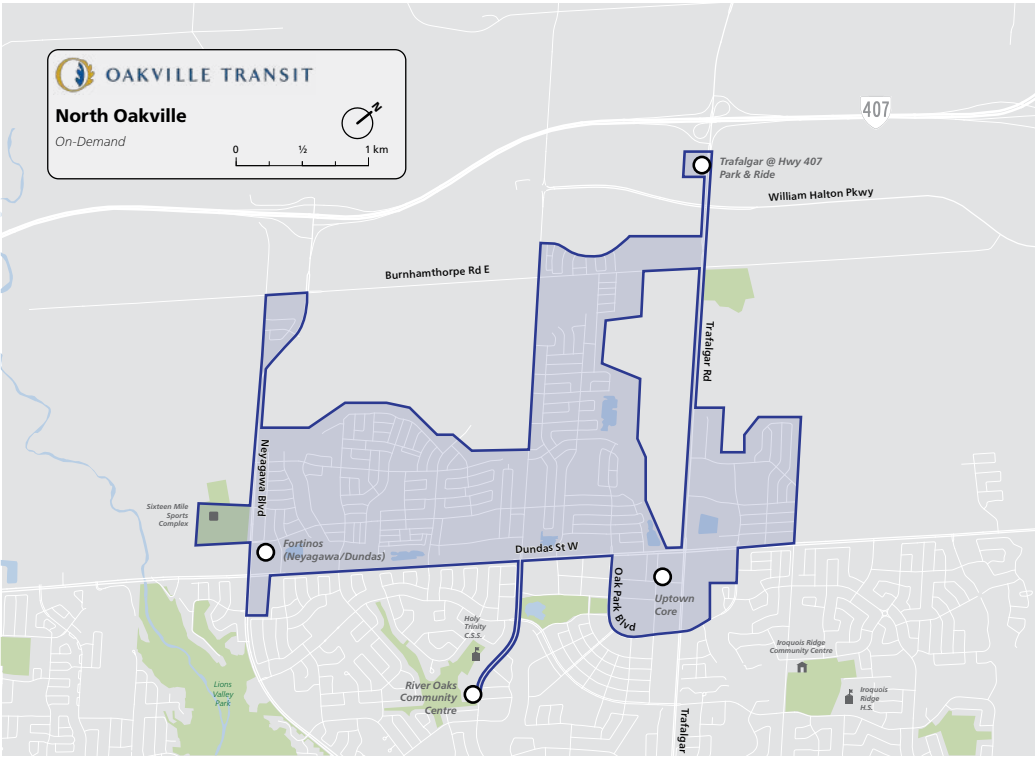 OAKVILLE TRANSIT
North Oakville
On-Demand
N
0 ½ 1 km
407
Trafalgar @ Hwy 407
Park & Ride
William Halton Pkwy
Burnhamthorpe Rd E
Trafalgar Rd
Neyagawa Blvd
Sixteen Mile
Sports
Complex
Fortinos
(Neyagawa/Dundas)
Dundas St W
Oak Park Blvd
Uptown
Core
Holy
Trinity
C.S.S.
River Oaks
Community
Centre
Lions
Valley
Park
Iroquois Ridge
Community Centre
Iroquois
Ridge
H.S.
Trafalgar